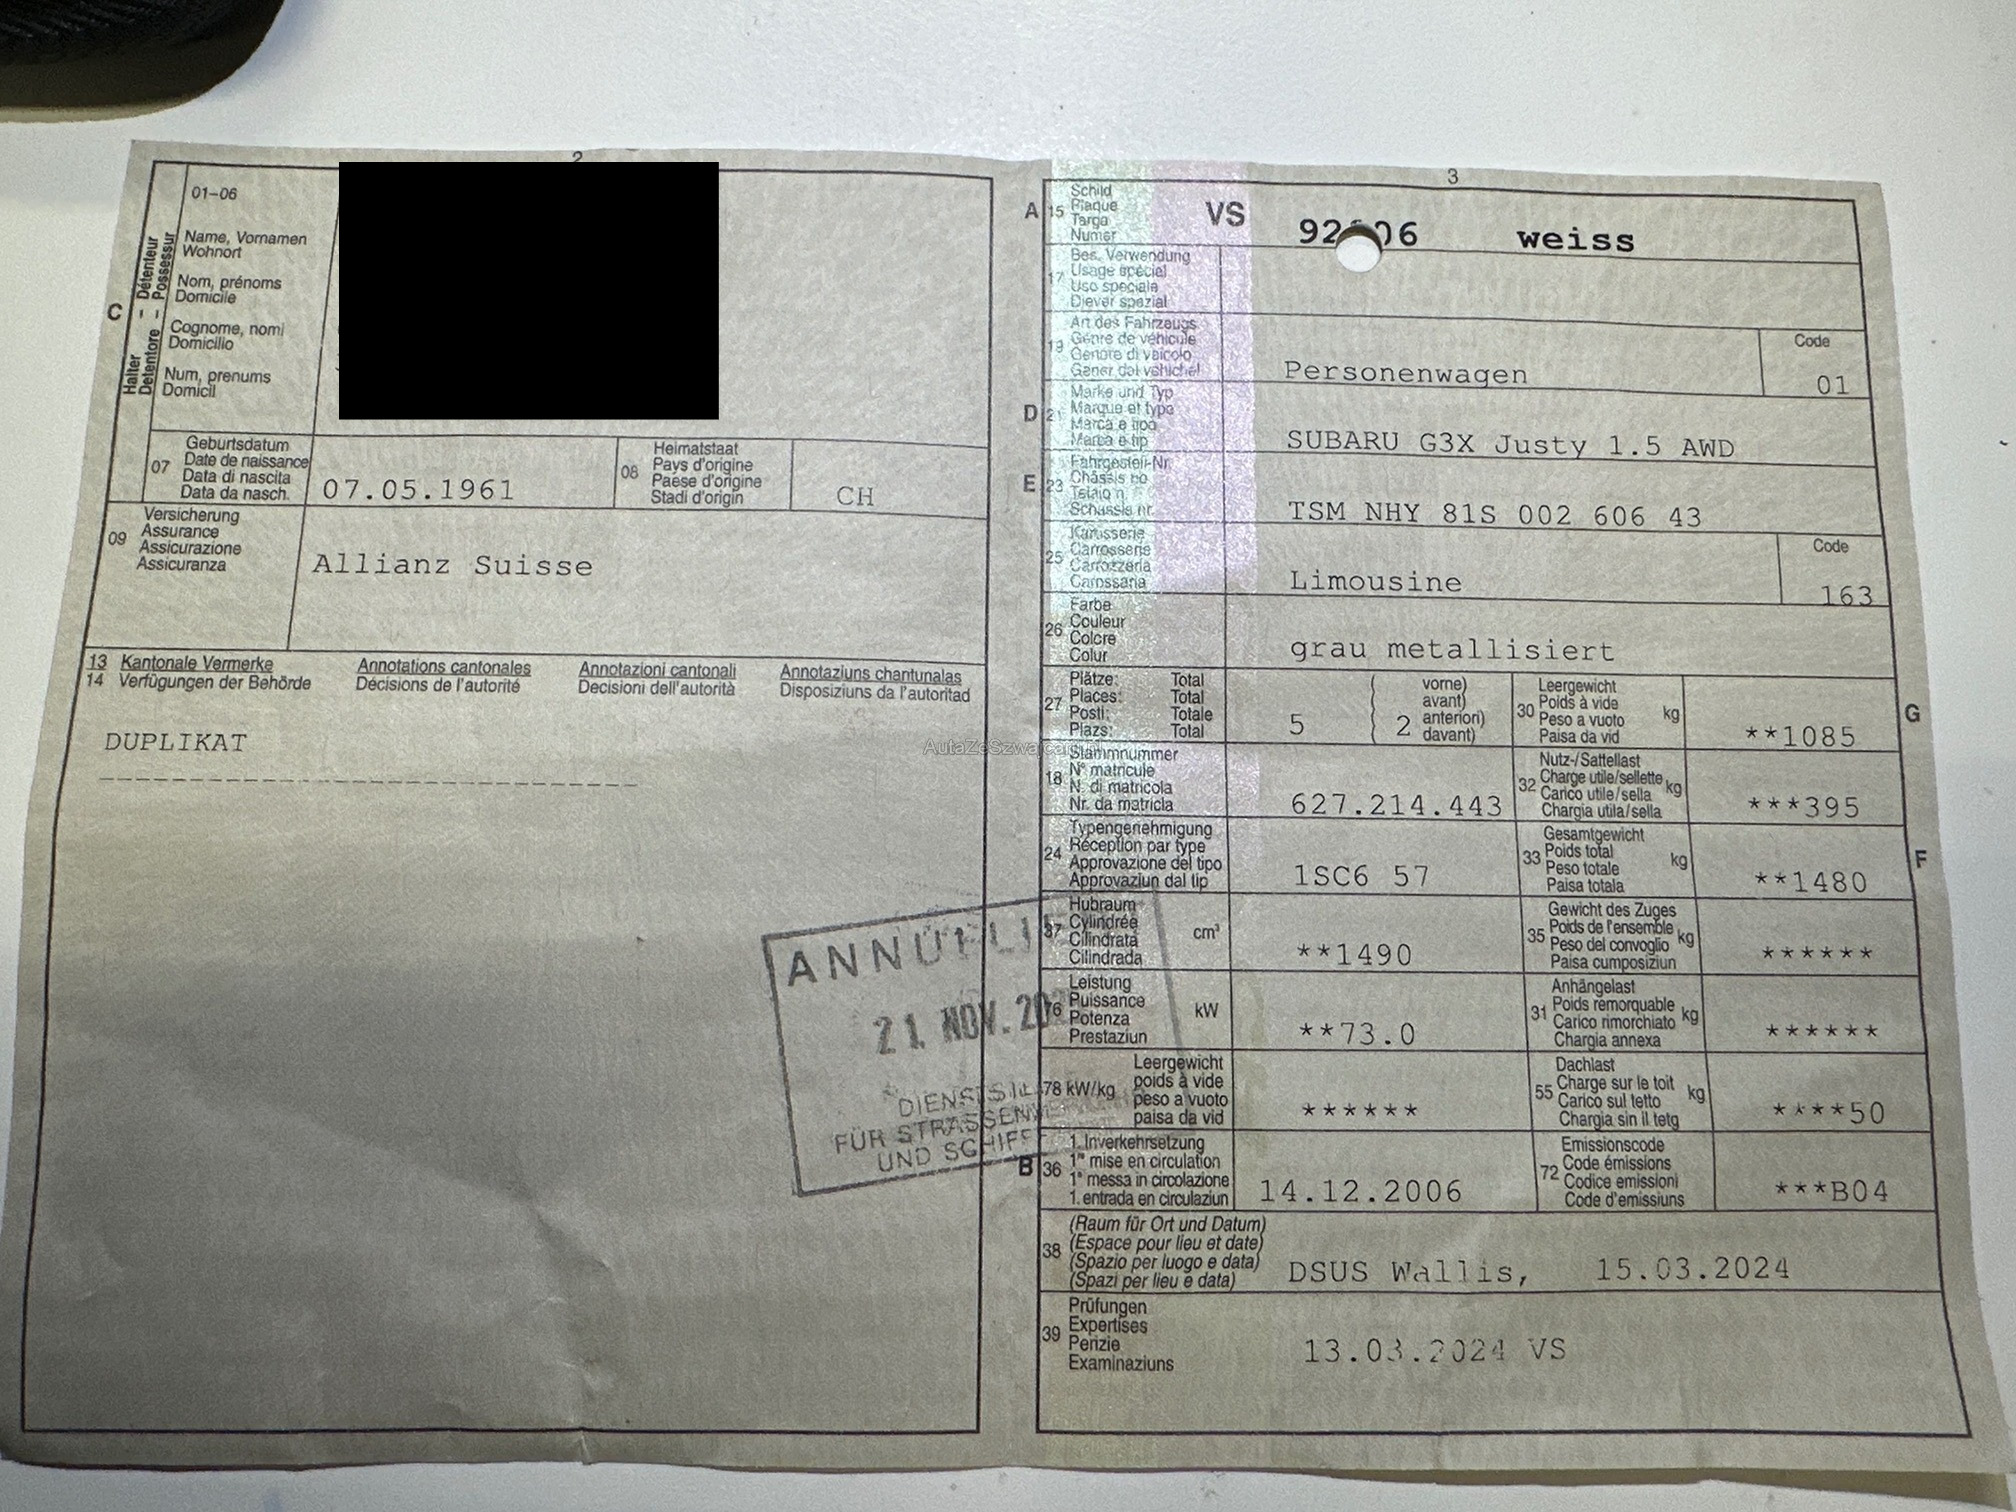 2
01-06
Name, Vornamen
Wohnort
Nom, prénoms
Domicile
Cognome, nomi
Domicilio
Num, prenums
Domicil
C
Halter - Détenteur
Detentore - Possessur
07
Geburtsdatum
Date de naissance
Data di nascita
Data da nasch.
07.05.1961
08
Heimatstaat
Pays d'origine
Paese d'origine
Stadi d'origin
CH
09
Versicherung
Assurance
Assicurazione
Assicuranza
Allianz Suisse
13 Kantonale Vermerke Annotations cantonales Annotazioni cantonali Annotaziuns chantunalas
14 Verfügungen der Behörde Décisions de l'autorité Decisioni dell'autorità Disposiziuns da l'autoritad
DUPLIKAT
AutaZeSzwajcarii.pl
21. NOV.
FÜR
UND
3
A 15
Schild
Plaque
Targa
Numer
VS
weiss
17
Bes. Verwendung
Usage spécial
Uso speciale
Diever spezial
19
Art des Fahrzeugs
Genre de véhicule
Genere di veicolo
Gener dal vehichel
Personenwagen
Code
01
D 21
Marke und Typ
Marque et type
Marca e tipo
Marca e tip
SUBARU G3X Justy 1.5 AWD
E 23
Fahrgestell-Nr.
Châssis no
Telaio n.
Schassis nr.
TSM NHY 81S 002 606 43
25
Karosserie
Carrosserie
Carrozzeria
Carossaria
Limousine
Code
163
26
Farbe
Couleur
Colore
Colur
grau metallisiert
27
Plätze: Total
Places: Total
Posti: Totale
Plazs: Total
5
2
vorne)
avant)
anteriori)
davant)
30
Leergewicht
Poids à vide
Peso a vuoto
Paisa da vid
kg
**1085
G
18
Stammnummer
N° matricule
N. di matricola
Nr. da matricla
627.214.443
32
Nutz-/Sattellast
Charge utile/sellette
Carico utile/sella
Chargia utila/sella
kg
***395
24
Typengenehmigung
Réception par type
Approvazione del tipo
Approvaziun dal tip
1SC6 57
33
Gesamtgewicht
Poids total
Peso totale
Paisa totala
kg
**1480
F
37
Hubraum
Cylindrée
Cilindrata
Cilindrada
cm³
**1490
35
Gewicht des Zuges
Poids de l'ensemble
Peso del convoglio
Paisa cumposiziun
kg
******
76
Leistung
Puissance
Potenza
Prestaziun
kW
**73.0
31
Anhängelast
Poids remorquable
Carico rimorchiato
Chargia annexa
kg
******
78 kW/kg
Leergewicht
poids à vide
peso a vuoto
paisa da vid
******
55
Dachlast
Charge sur le toit
Carico sul tetto
Chargia sin il tetg
kg
****50
B 36
1. Inverkehrsetzung
1re mise en circulation
1a messa in circolazione
1. entrada en circulaziun
14.12.2006
72
Emissionscode
Code émissions
Codice emissioni
Code d'emissiuns
***B04
38
(Raum für Ort und Datum)
(Espace pour lieu et date)
(Spazio per luogo e data)
(Spazi per lieu e data)
DSUS Wallis, 15.03.2024
39
Prüfungen
Expertises
Perizie
Examinaziuns
13.03.2024 VS